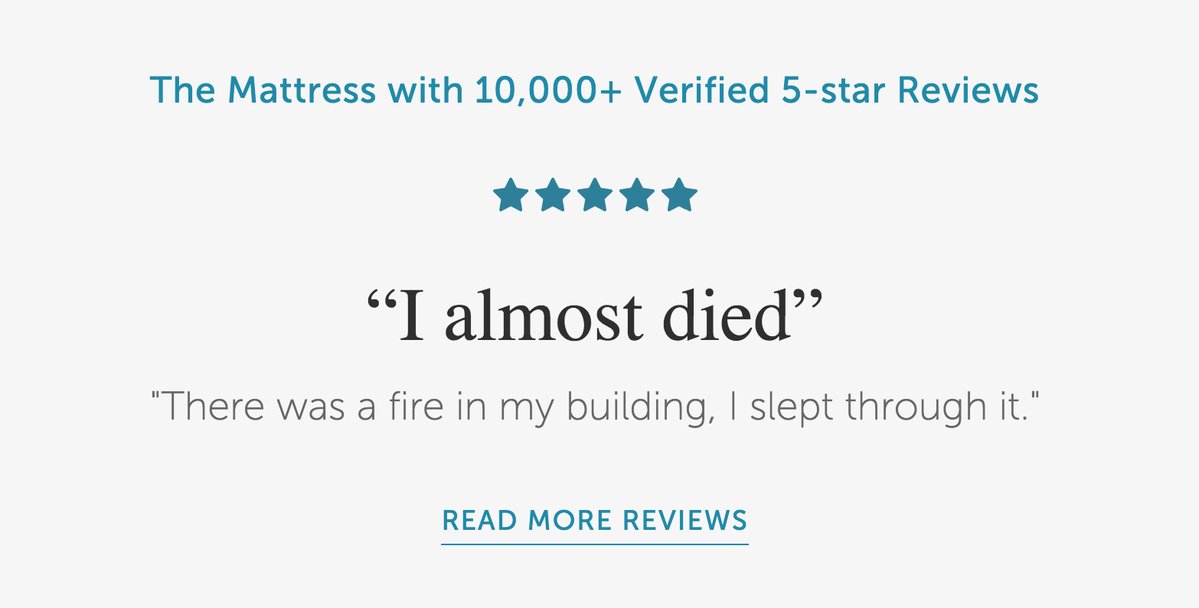 The Mattress with 10,000+ Verified 5-star Reviews
“I almost died”
"There was a fire in my building, I slept through it."
READ MORE REVIEWS